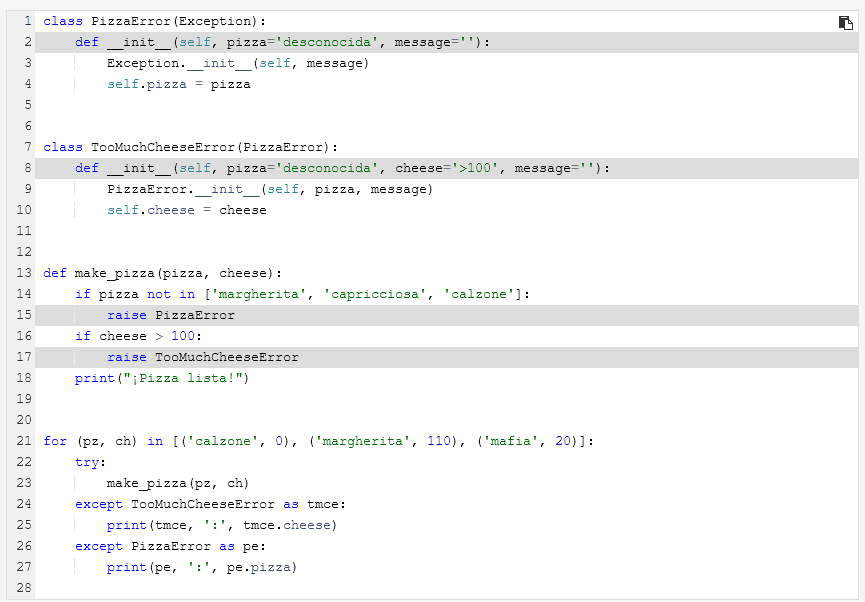 1 class PizzaError(Exception):
2     def __init__(self, pizza='desconocida', message=''):
3         Exception.__init__(self, message)
4         self.pizza = pizza
5
6
7 class TooMuchCheeseError(PizzaError):
8     def __init__(self, pizza='desconocida', cheese='>100', message=''):
9         PizzaError.__init__(self, pizza, message)
10         self.cheese = cheese
11
12
13 def make_pizza(pizza, cheese):
14     if pizza not in ['margherita', 'capricciosa', 'calzone']:
15         raise PizzaError
16     if cheese > 100:
17         raise TooMuchCheeseError
18     print("¡Pizza lista!")
19
20
21 for (pz, ch) in [('calzone', 0), ('margherita', 110), ('mafia', 20)]:
22     try:
23         make_pizza(pz, ch)
24     except TooMuchCheeseError as tmce:
25         print(tmce, ':', tmce.cheese)
26     except PizzaError as pe:
27         print(pe, ':', pe.pizza)
28